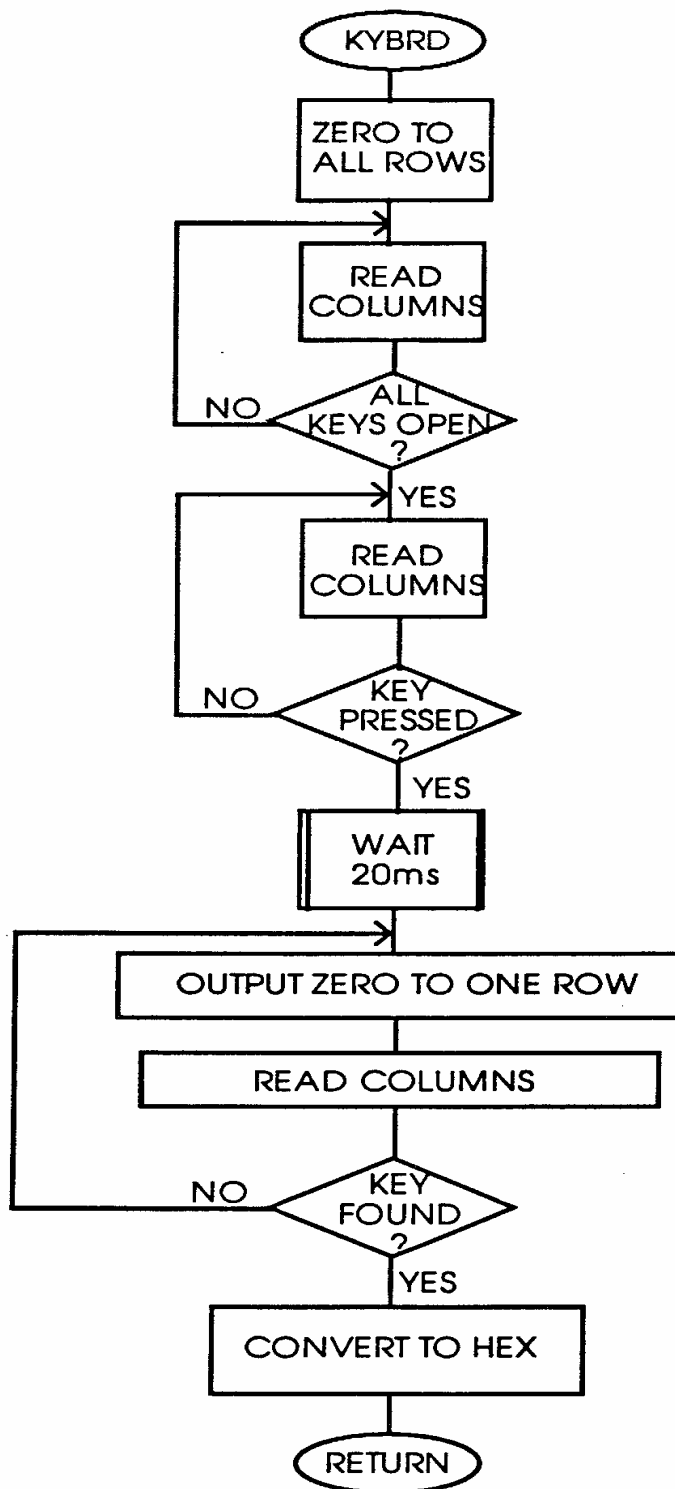 KYBRD
ZERO TO
ALL ROWS
READ
COLUMNS
ALL
KEYS OPEN
?
NO
YES
READ
COLUMNS
KEY
PRESSED
?
NO
YES
WAIT
20ms
OUTPUT ZERO TO ONE ROW
READ COLUMNS
KEY
FOUND
?
NO
YES
CONVERT TO HEX
RETURN